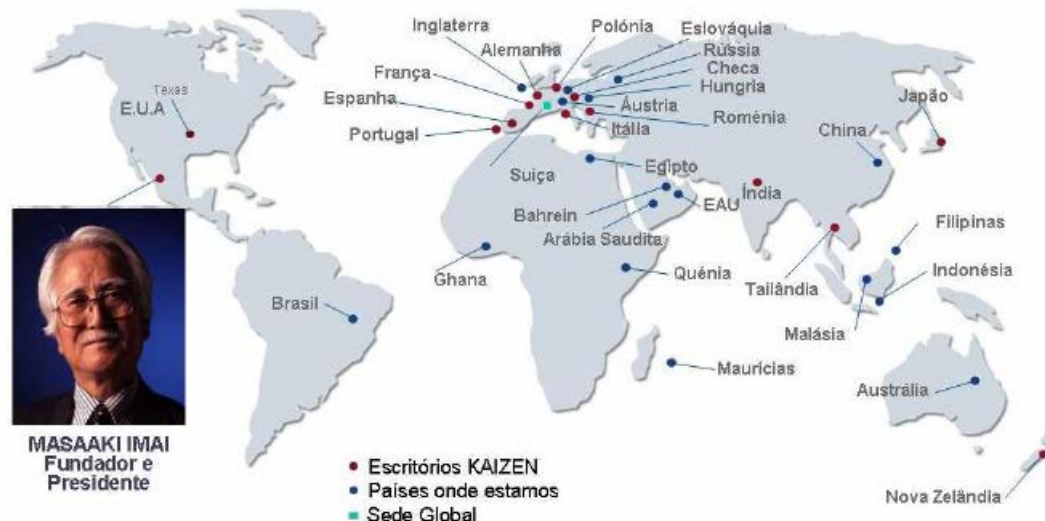 Inglaterra
Polónia
Eslováquia
Alemanha
Rússia
França
Checa
Hungria
Texas
E.U.A
Espanha
Áustria
Japão
Portugal
Itália
Roménia
China
Suiça
Egipto
Índia
Bahrein
EAU
Filipinas
Arábia Saudita
Ghana
Quénia
Tailândia
Indonésia
Brasil
Malásia
Maurícias
Austrália
MASAAKI IMAI
Fundador e
Presidente
Escritórios KAIZEN
Países onde estamos
Sede Global
Nova Zelândia